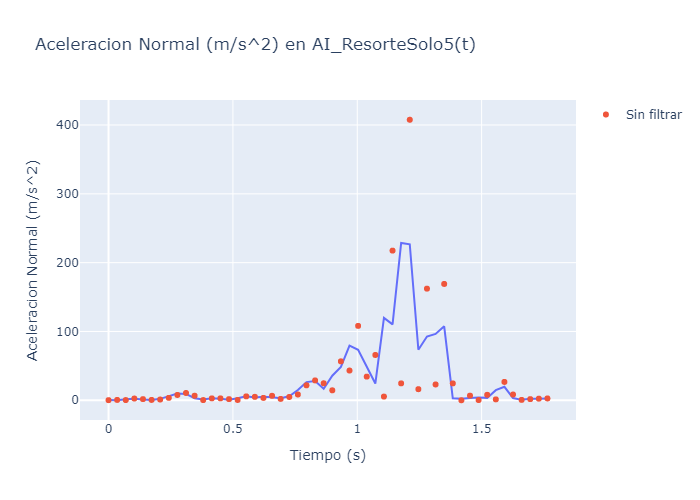 Aceleracion Normal (m/s^2) en AI_ResorteSolo5(t)
Sin filtrar
Aceleracion Normal (m/s^2)
400
300
200
100
0
0
0.5
1
1.5
Tiempo (s)